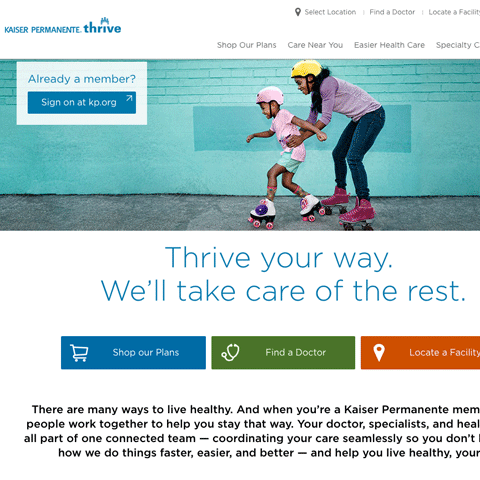 Select Location
Find a Doctor
Locate a Facility
KAISER PERMANENTE® thrive
Shop Our Plans
Care Near You
Easier Health Care
Specialty C
Already a member?
Sign on at kp.org
Thrive your way.
We'll take care of the rest.
Shop our Plans
Find a Doctor
Locate a Facility
There are many ways to live healthy. And when you're a Kaiser Permanente mem
people work together to help you stay that way. Your doctor, specialists, and heal
all part of one connected team — coordinating your care seamlessly so you don't
how we do things faster, easier, and better — and help you live healthy, your